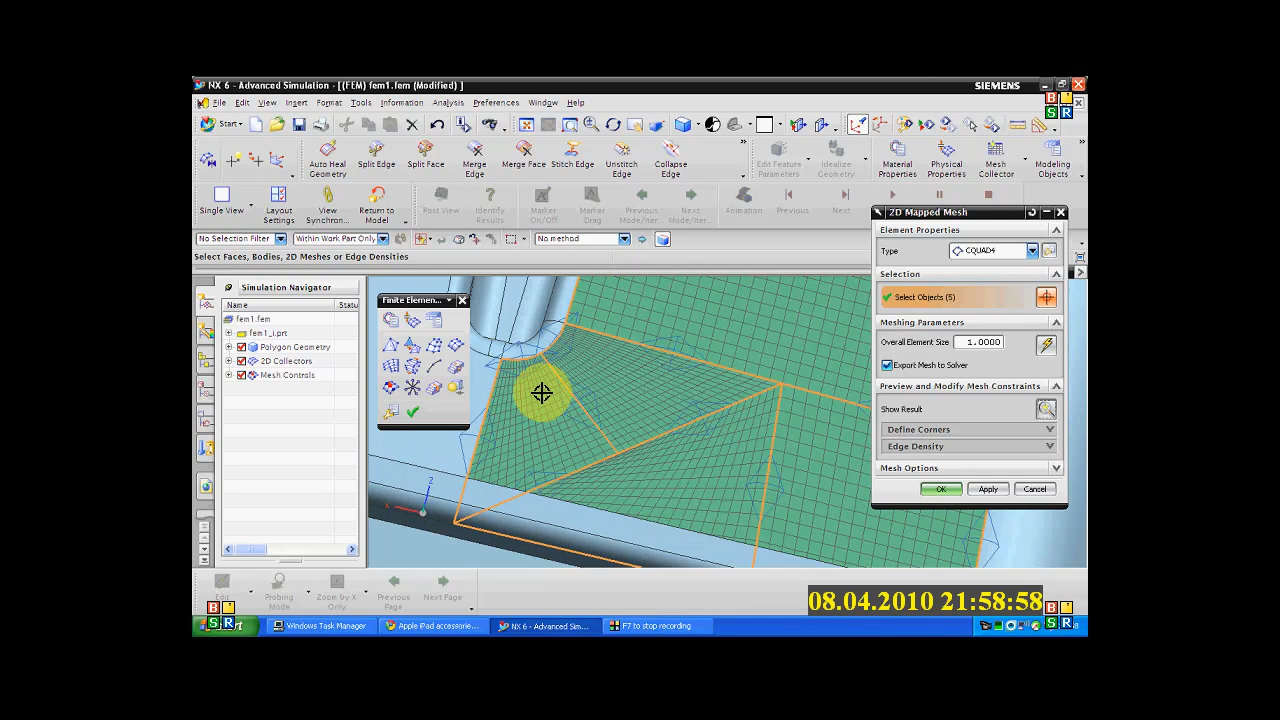 NX 6 - Advanced Simulation - [(FEM) fem1.fem (Modified) ]
SIEMENS
File Edit View Insert Format Tools Information Analysis Preferences Window Help
Start
Auto Heal Geometry
Split Edge
Split Face
Merge Edge
Merge Face
Stitch Edge
Unstitch Edge
Collapse Edge
Edit Feature Parameters
Idealize Geometry
Material Properties
Physical Properties
Mesh Collector
Modeling Objects
Single View
Layout Settings
View Synchron...
Return to Model
Post View
Identify Results
Marker On/Off
Marker Drag
Previous Mode/Iter...
Next Mode/Iter...
Animation
Previous
Next
No Selection Filter
Within Work Part Only
No method
Select Faces, Bodies, 2D Meshes or Edge Densities
Simulation Navigator
Name
Statu
fem1.fem
fem1_i.prt
Polygon Geometry
2D Collectors
Mesh Controls
Finite Elemen...
Z
2D Mapped Mesh
Element Properties
Type
CQUAD4
Selection
Select Objects (5)
Meshing Parameters
Overall Element Size
1.0000
Export Mesh to Solver
Preview and Modify Mesh Constraints
Show Result
Define Corners
Edge Density
Mesh Options
OK Apply Cancel
Edit
Probing Mode
Zoom by X Only
Previous Page
Next Page
08.04.2010 21:58:58
Windows Task Manager
Apple iPad accessorie...
NX 6 - Advanced Sim...
F7 to stop recording